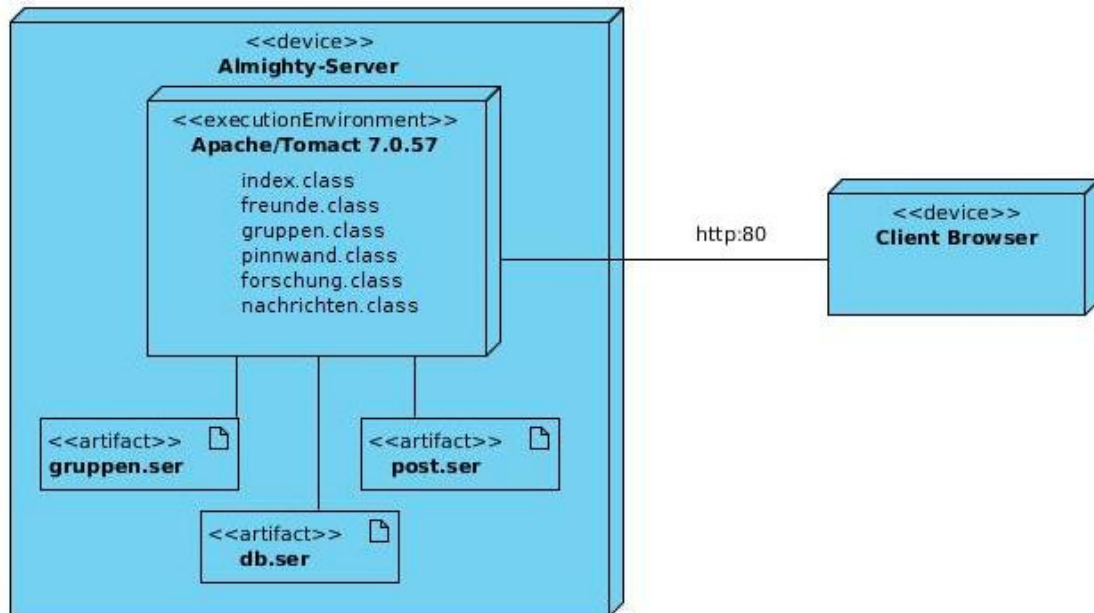 <<device>>
Almighty-Server
<<executionEnvironment>>
Apache/Tomact 7.0.57
index.class
freunde.class
gruppen.class
pinnwand.class
forschung.class
nachrichten.class
http:80
<<device>>
Client Browser
<<artifact>>
gruppen.ser
<<artifact>>
post.ser
<<artifact>>
db.ser